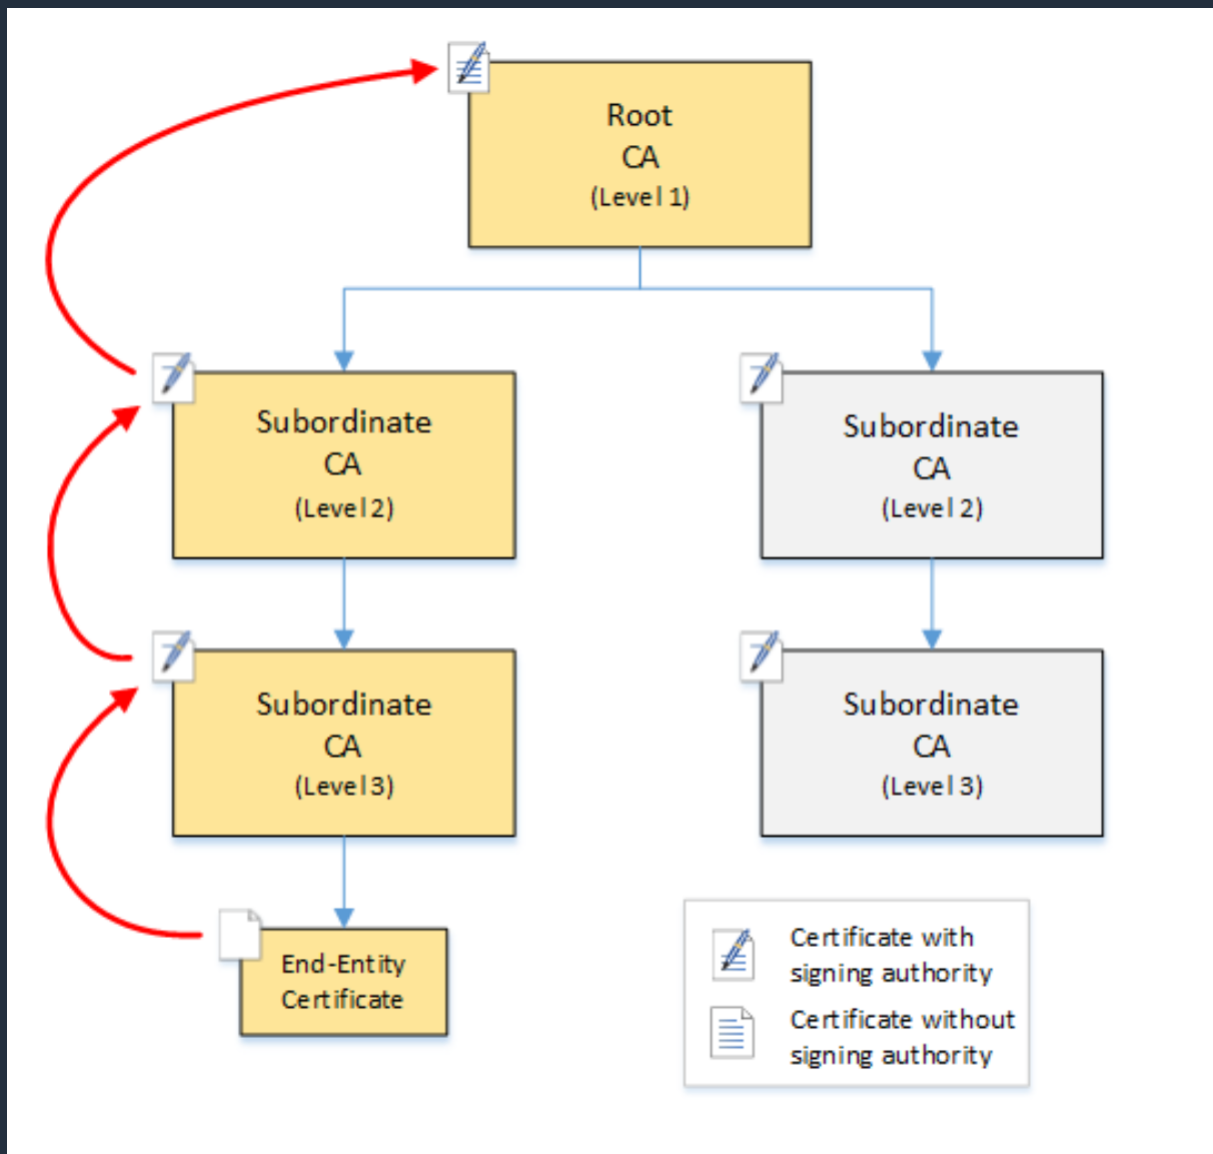 Root
CA
(Level 1)
Subordinate
CA
(Level 2)
Subordinate
CA
(Level 2)
Subordinate
CA
(Level 3)
Subordinate
CA
(Level 3)
End-Entity
Certificate
Certificate with
signing authority
Certificate without
signing authority